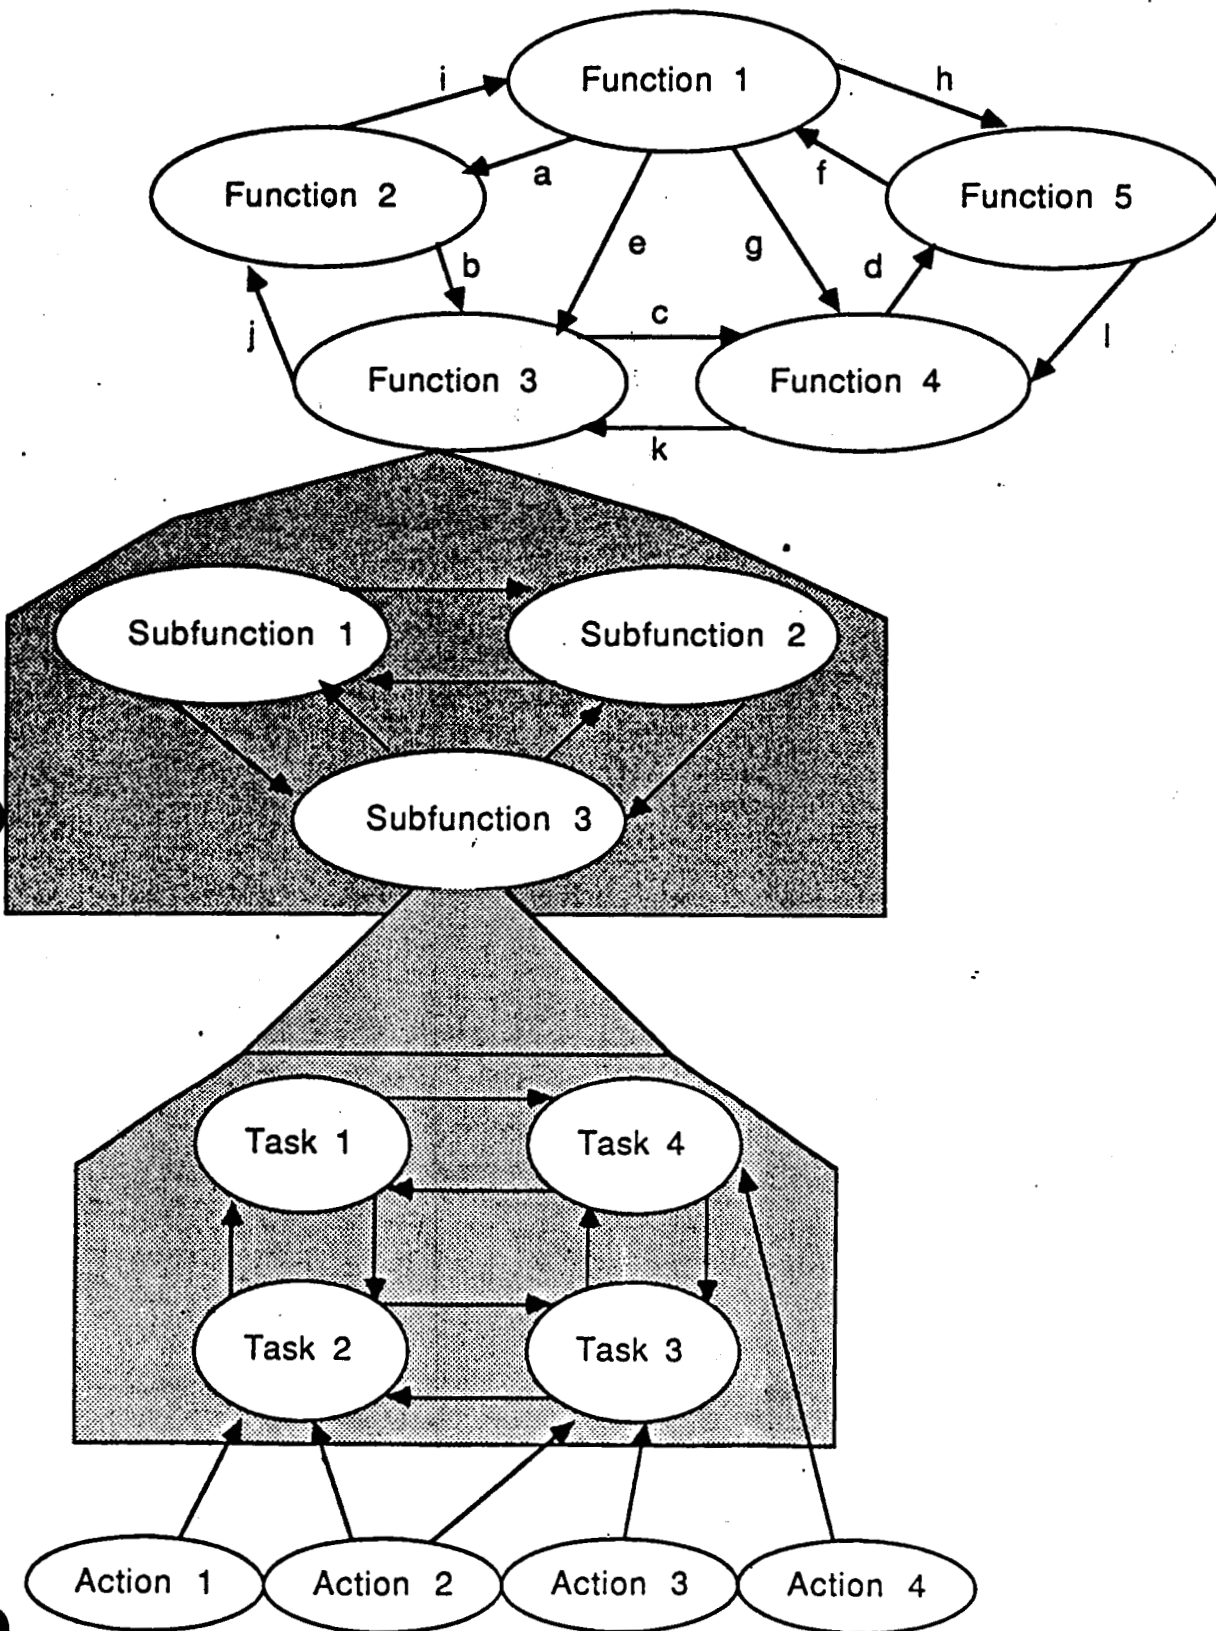 Function 1
i
h
a
f
Function 2
Function 5
b
e
g
d
c
j
l
Function 3
Function 4
k
Subfunction 1
Subfunction 2
Subfunction 3
Task 1
Task 4
Task 2
Task 3
Action 1
Action 2
Action 3
Action 4